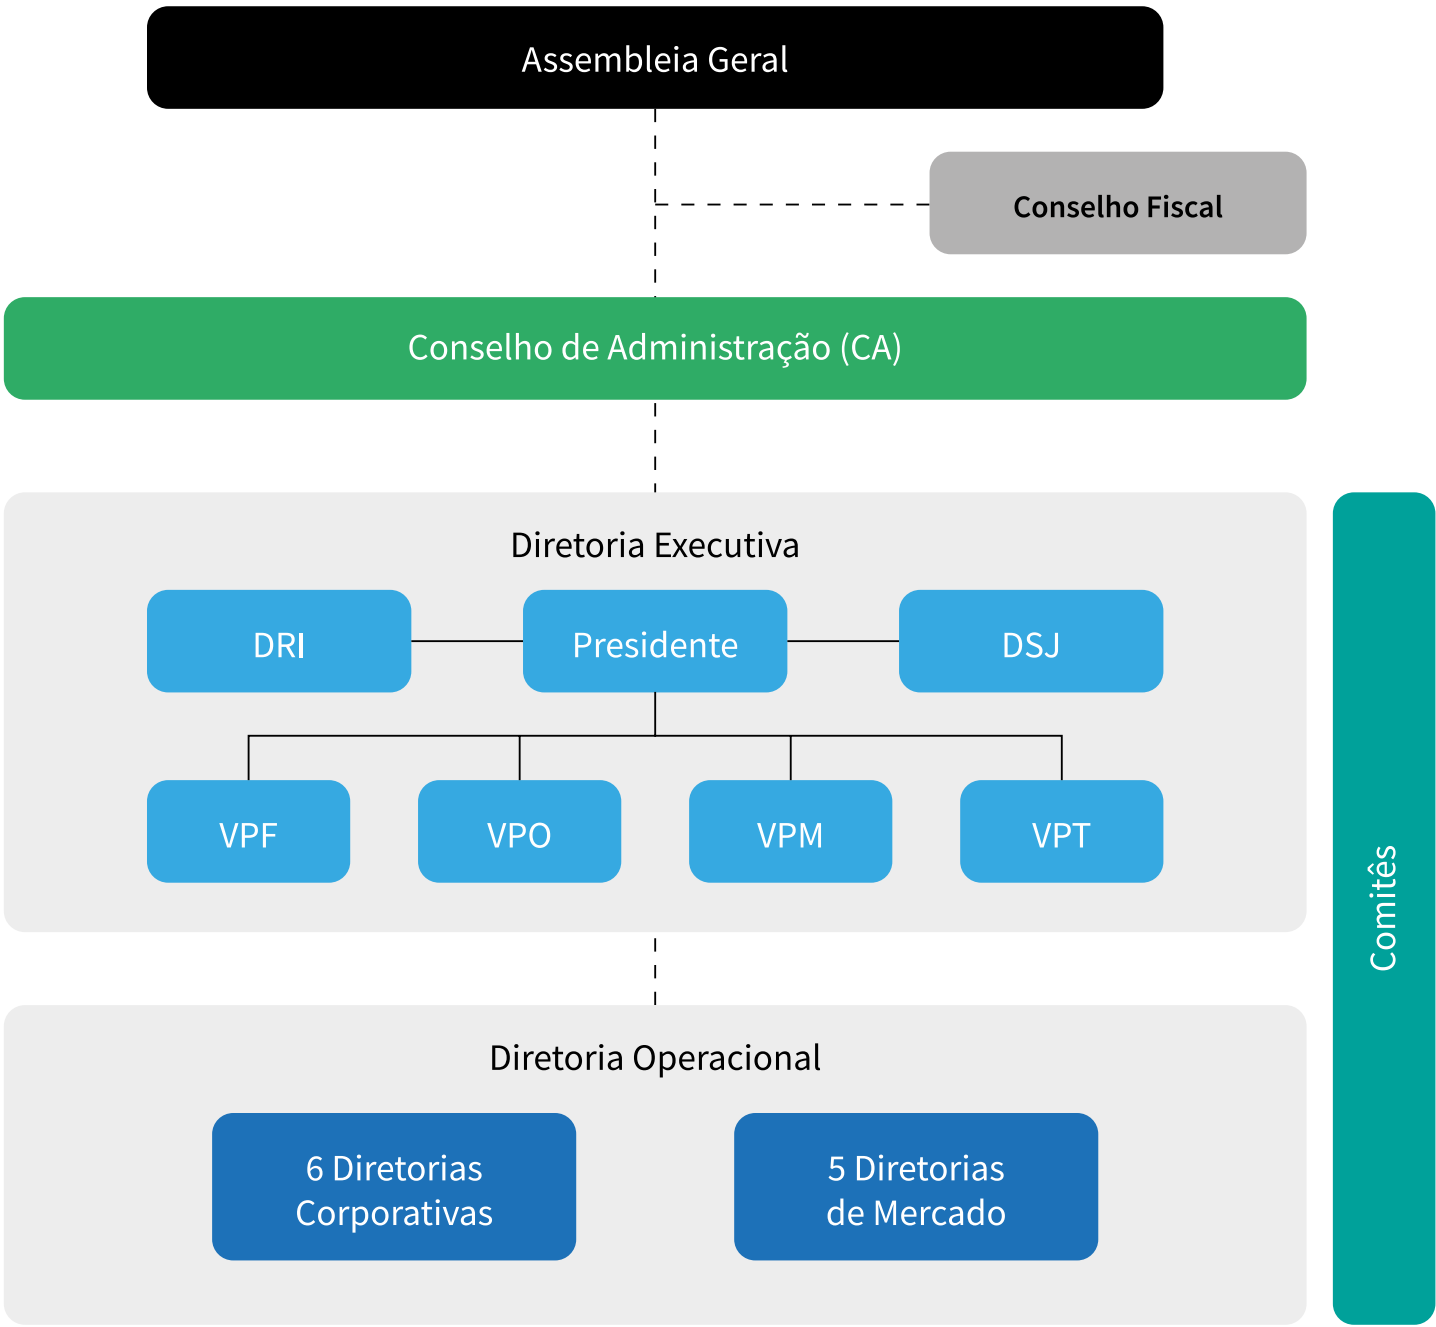 Assembleia Geral
Conselho Fiscal
Conselho de Administração (CA)
Diretoria Executiva
DRI
Presidente
DSJ
VPF
VPO
VPM
VPT
Comitês
Diretoria Operacional
6 Diretorias
Corporativas
5 Diretorias
de Mercado